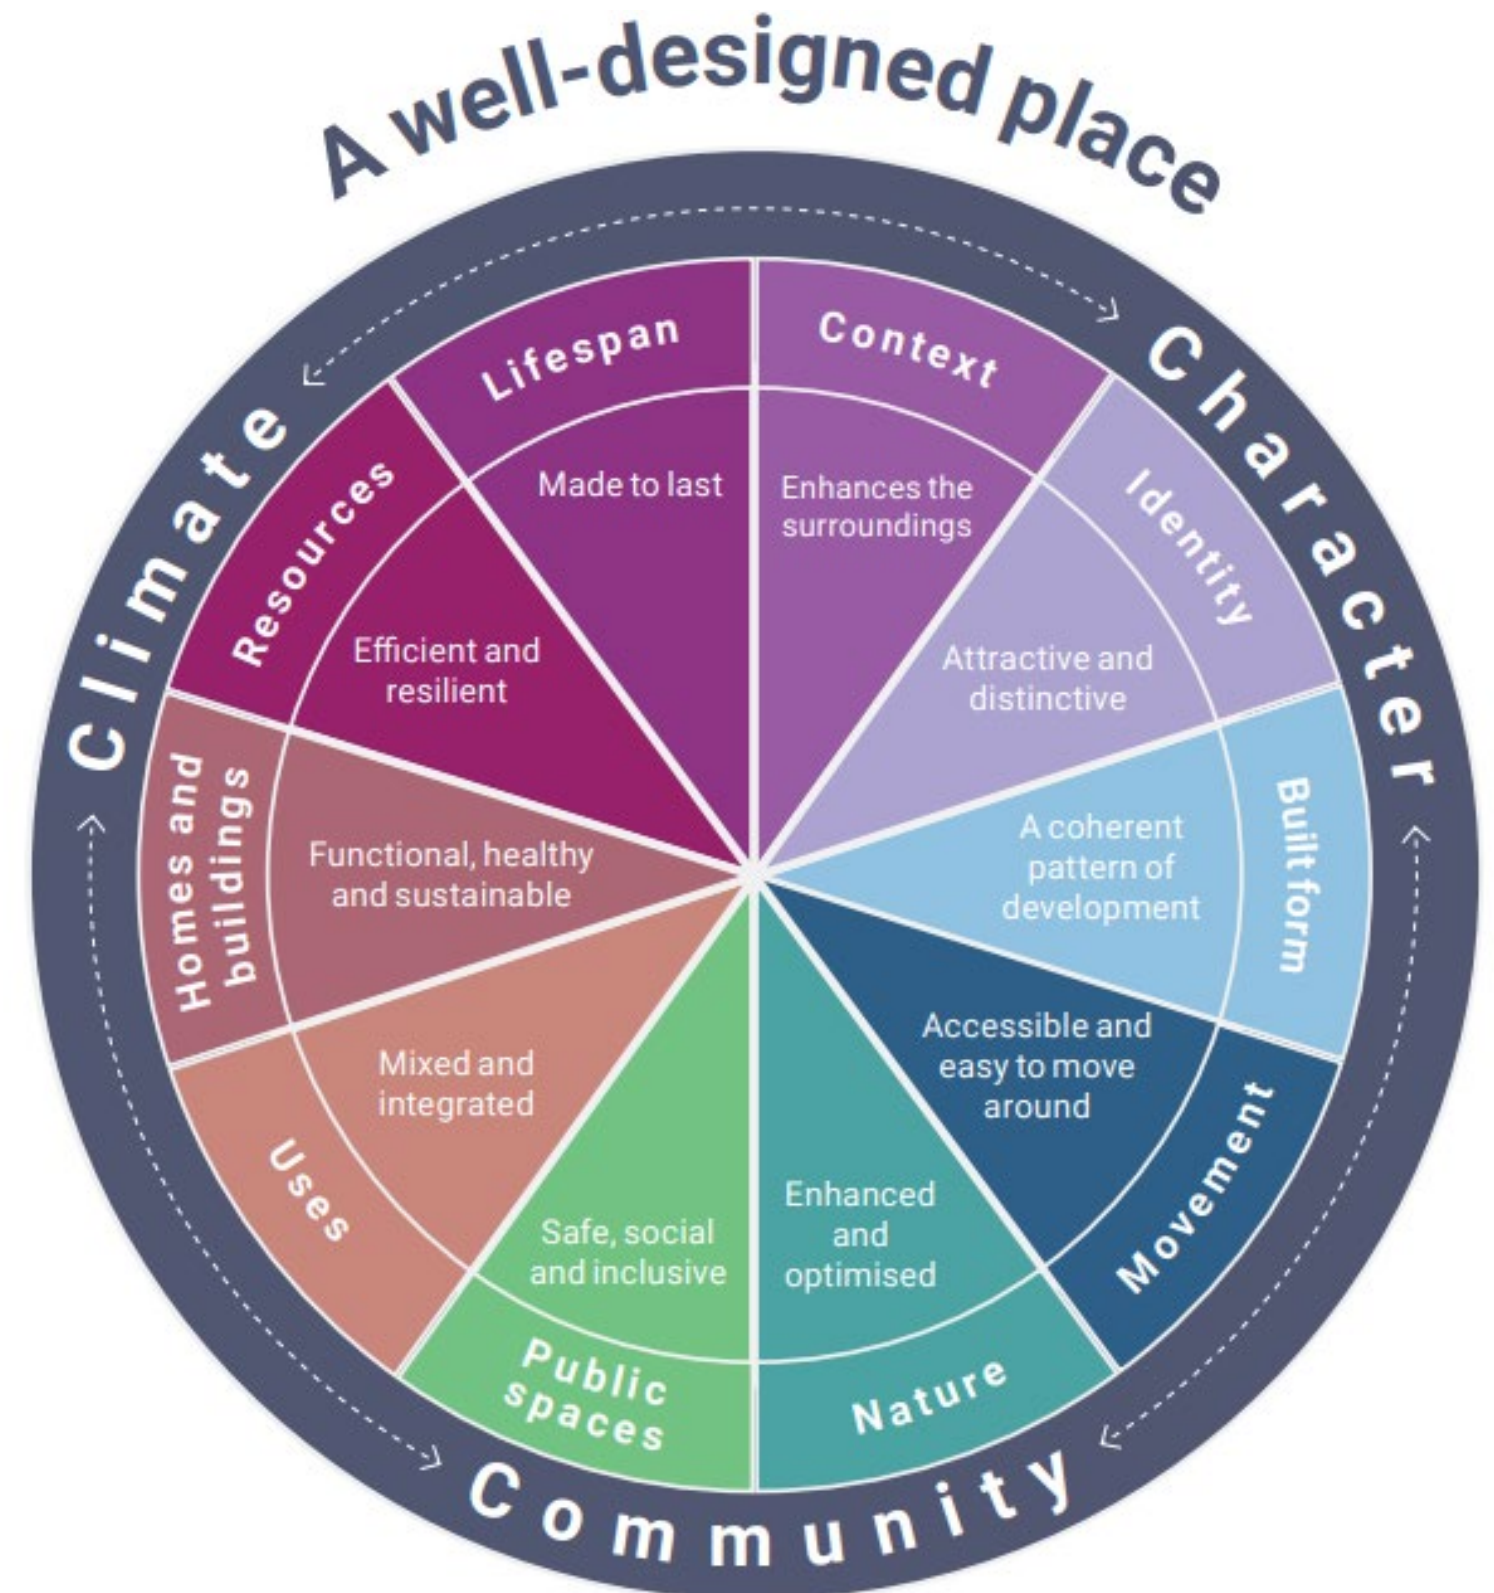 A well-designed place
Climate
Character
Community
Context
Enhances the
surroundings
Identity
Attractive and
distinctive
Built form
A coherent
pattern of
development
Movement
Accessible and
easy to move
around
Nature
Enhanced
and
optimised
Public
spaces
Safe, social
and inclusive
Uses
Mixed and
integrated
Homes and
buildings
Functional, healthy
and sustainable
Resources
Efficient and
resilient
Lifespan
Made to last